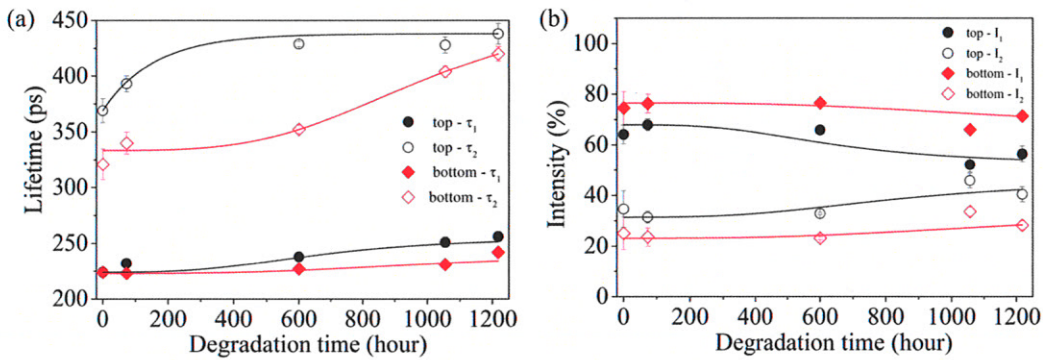 (a)
450
400
350
300
250
200
Lifetime (ps)
top - τ1
top - τ2
bottom - τ1
bottom - τ2
0 200 400 600 800 1000 1200
Degradation time (hour)
(b)
100
80
60
40
20
0
Intensity (%)
top - I1
top - I2
bottom - I1
bottom - I2
0 200 400 600 800 1000 1200
Degradation time (hour)